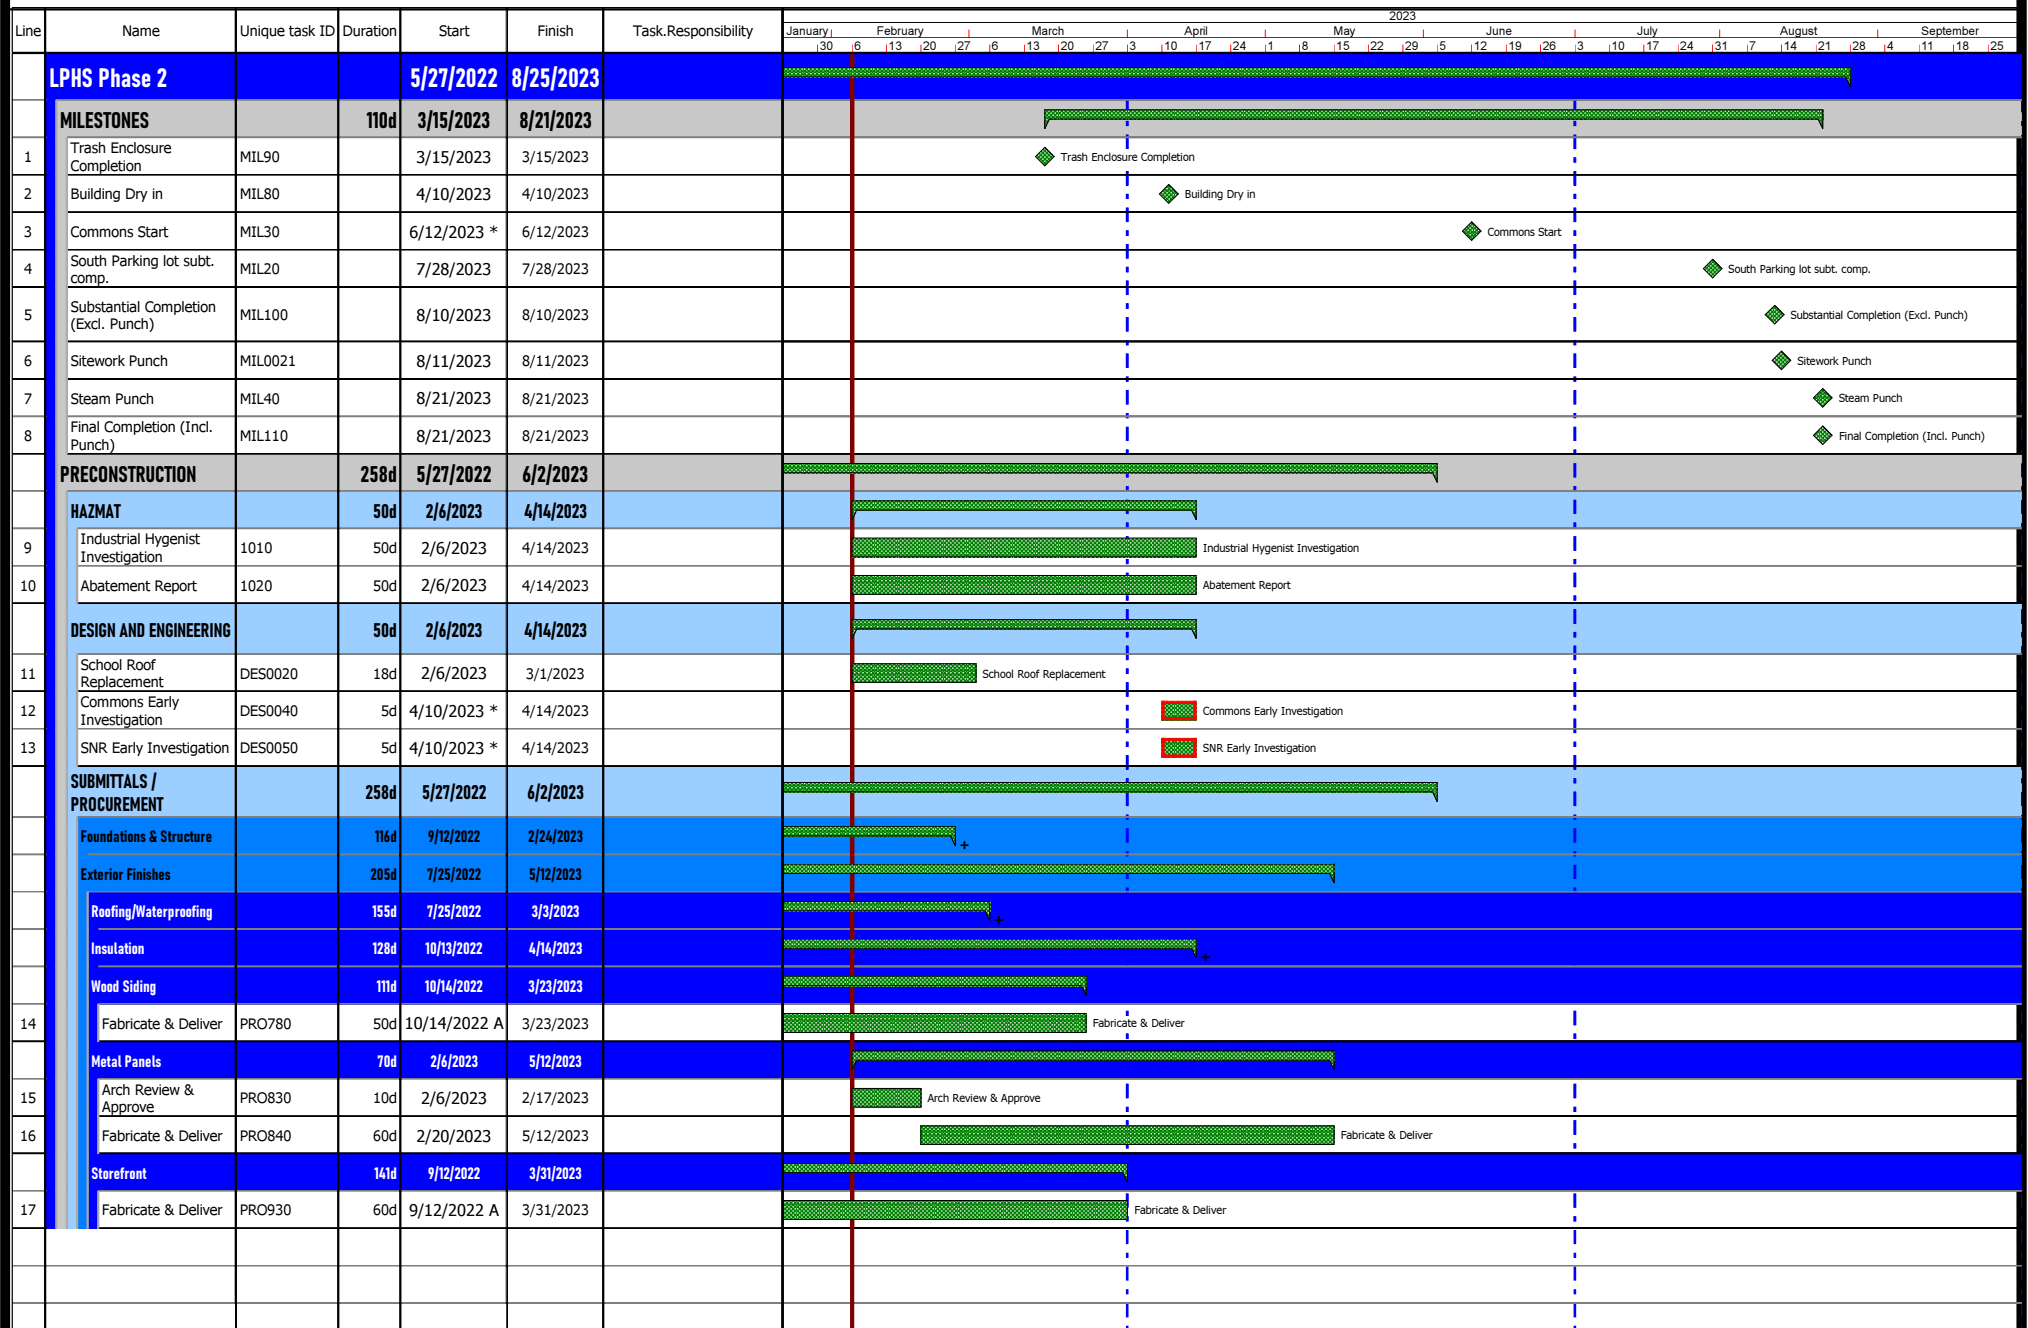 2023
Line Name Unique task ID Duration Start Finish Task.Responsibility January February March April May June July August September
30 6 13 20 27 6 13 20 27 3 10 17 24 1 8 15 22 29 5 12 19 26 3 10 17 24 31 7 14 21 28 4 11 18 25
LPHS Phase 2 5/27/2022 8/25/2023
MILESTONES 110d 3/15/2023 8/21/2023
1 Trash Enclosure Completion MIL90 3/15/2023 3/15/2023 Trash Enclosure Completion
2 Building Dry in MIL80 4/10/2023 4/10/2023 Building Dry in
3 Commons Start MIL30 6/12/2023 * 6/12/2023 Commons Start
4 South Parking lot subt. comp. MIL20 7/28/2023 7/28/2023 South Parking lot subt. comp.
5 Substantial Completion (Excl. Punch) MIL100 8/10/2023 8/10/2023 Substantial Completion (Excl. Punch)
6 Sitework Punch MIL0021 8/11/2023 8/11/2023 Sitework Punch
7 Steam Punch MIL40 8/21/2023 8/21/2023 Steam Punch
8 Final Completion (Incl. Punch) MIL110 8/21/2023 8/21/2023 Final Completion (Incl. Punch)
PRECONSTRUCTION 258d 5/27/2022 6/2/2023
HAZMAT 50d 2/6/2023 4/14/2023
9 Industrial Hygenist Investigation 1010 50d 2/6/2023 4/14/2023 Industrial Hygenist Investigation
10 Abatement Report 1020 50d 2/6/2023 4/14/2023 Abatement Report
DESIGN AND ENGINEERING 50d 2/6/2023 4/14/2023
11 School Roof Replacement DES0020 18d 2/6/2023 3/1/2023 School Roof Replacement
12 Commons Early Investigation DES0040 5d 4/10/2023 * 4/14/2023 Commons Early Investigation
13 SNR Early Investigation DES0050 5d 4/10/2023 * 4/14/2023 SNR Early Investigation
SUBMITTALS / PROCUREMENT 258d 5/27/2022 6/2/2023
Foundations & Structure 116d 9/12/2022 2/24/2023 +
Exterior Finishes 205d 7/25/2022 5/12/2023
Roofing/Waterproofing 155d 7/25/2022 3/3/2023 +
Insulation 128d 10/13/2022 4/14/2023 +
Wood Siding 111d 10/14/2022 3/23/2023
14 Fabricate & Deliver PRO780 50d 10/14/2022 A 3/23/2023 Fabricate & Deliver
Metal Panels 70d 2/6/2023 5/12/2023
15 Arch Review & Approve PRO830 10d 2/6/2023 2/17/2023 Arch Review & Approve
16 Fabricate & Deliver PRO840 60d 2/20/2023 5/12/2023 Fabricate & Deliver
Storefront 141d 9/12/2022 3/31/2023
17 Fabricate & Deliver PRO930 60d 9/12/2022 A 3/31/2023 Fabricate & Deliver